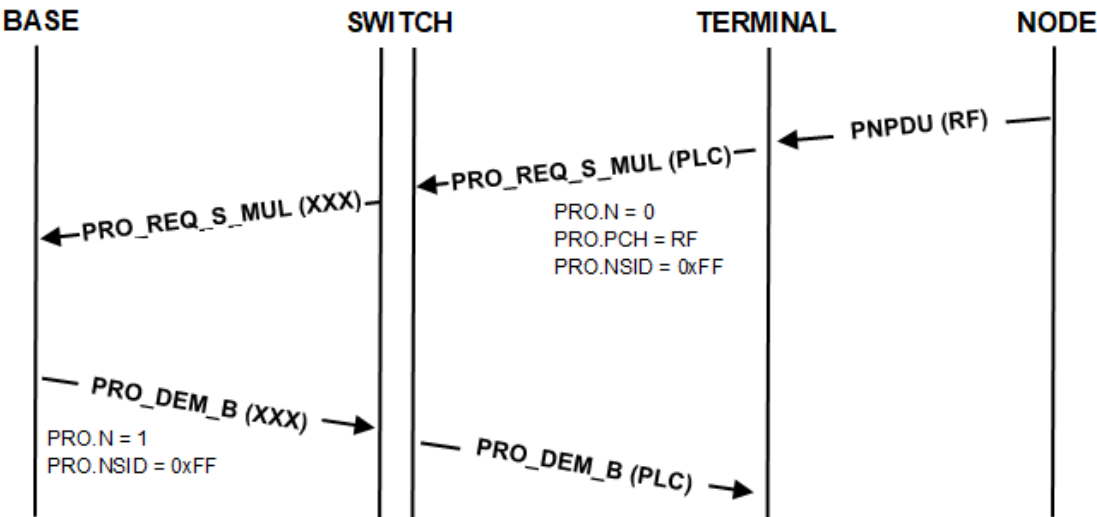 BASE SWITCH TERMINAL NODE
PNPDU (RF)
PRO_REQ_S_MUL (PLC)
PRO_REQ_S_MUL (XXX)
PRO.N = 0
PRO.PCH = RF
PRO.NSID = 0xFF
PRO_DEM_B (XXX)
PRO.N = 1
PRO.NSID = 0xFF
PRO_DEM_B (PLC)